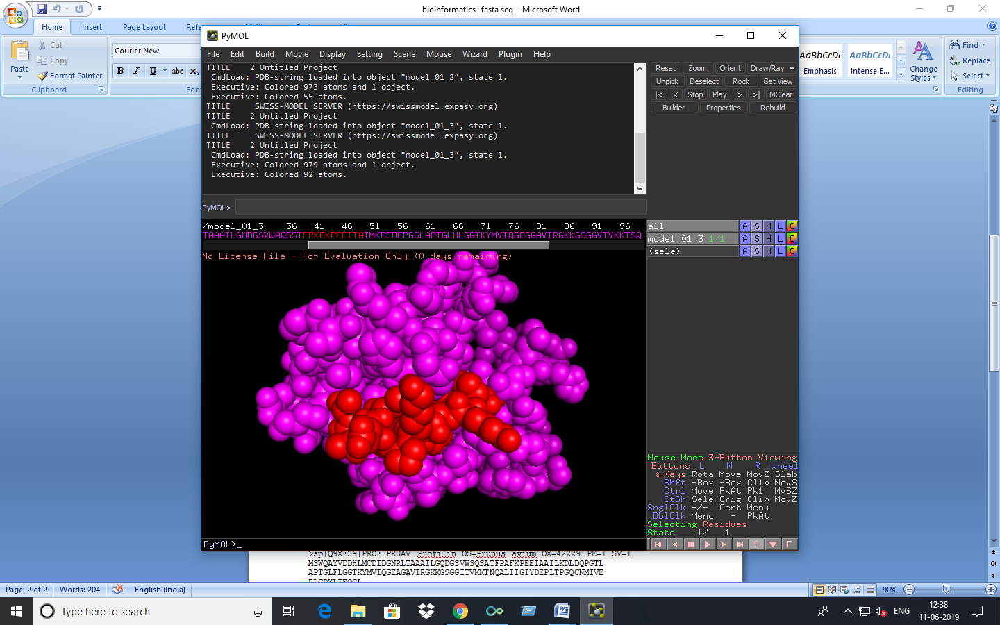 bioinformatics- fasta seq - Microsoft Word
Home Insert Page Layout Refe
Paste
Cut
Copy
Format Painter
Clipboard
Courier New
B I U abc x₂
Font
AaBbCcDc AaBbCcDc
Emphasis Intense E...
Change Styles
Find
Replace
Select
Editing
PyMOL
File Edit Build Movie Display Setting Scene Mouse Wizard Plugin Help
TITLE 2 Untitled Project
CmdLoad: PDB-string loaded into object "model_01_2", state 1.
Executive: Colored 973 atoms and 1 object.
Executive: Colored 55 atoms.
TITLE SWISS-MODEL SERVER (https://swissmodel.expasy.org)
TITLE 2 Untitled Project
CmdLoad: PDB-string loaded into object "model_01_3", state 1.
TITLE SWISS-MODEL SERVER (https://swissmodel.expasy.org)
TITLE 2 Untitled Project
CmdLoad: PDB-string loaded into object "model_01_3", state 1.
Executive: Colored 979 atoms and 1 object.
Executive: Colored 92 atoms.
PyMOL>
Reset Zoom Orient Draw/Ray
Unpick Deselect Rock Get View
|< < Stop Play > >| MClear
Builder Properties Rebuild
/model_01_3 36 41 46 51 56 61 66 71 76 81 86 91 96
TAAAILGHDGSVWAQSSTFPKFKPEEITAIMKDFDEPGSLAPTGLHLGGTKYMVIQGEGGAVIRGKKGSGGVTVKKTSQ
No License File - For Evaluation Only (0 days remaining)
all A S H L C
model_01_3 1/1 A S H L C
(sele) A S H L C
Mouse Mode 3-Button Viewing
Buttons L M R Wheel
& Keys Rota Move MovZ Slab
Shft +Box -Box Clip MovS
Ctrl Move PkAt Pk1 MvSZ
CtSh Sele Orig Clip MovZ
SnglClk +/- Cent Menu
DblClk Menu - PkAt
Selecting Residues
State 1/ 1
S F
PyMOL>_
>sp|Q9XF39|PROF_PRUAV Profilin OS=Prunus avium OX=42229 PE=1 SV=1
MSWQAYVDDHLMCDIDGNRLTAAAILGQDGSVWSQSATFPAFKPEEIAAILKDLDQPGTL
APTGLFLGGTKYMVIQGEAGAVIRGKKGSGGITVKKTNQALIIGIYDEPLTPGQCNMIVE
RLGDYLIEQGL
Page: 2 of 2 Words: 204 English (India)
90%
Type here to search
ENG
12:38
11-06-2019